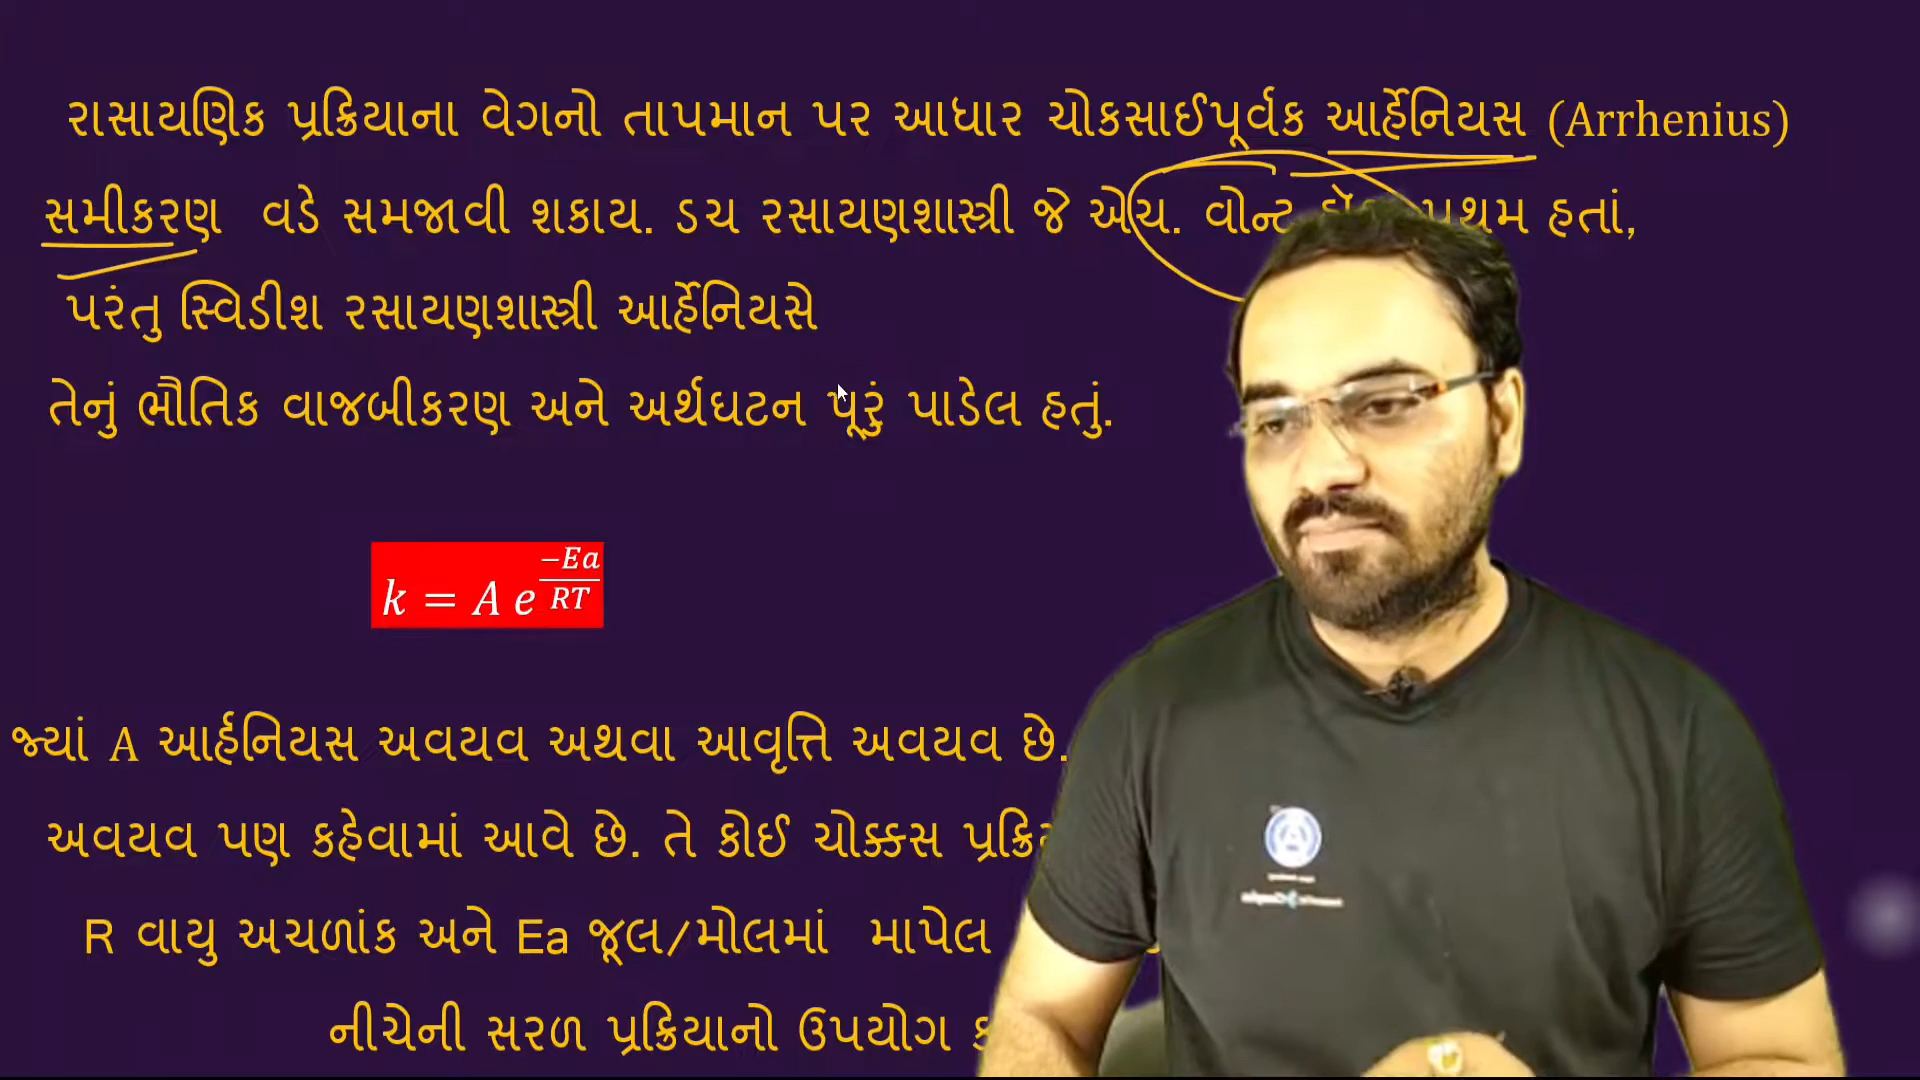 રાસાયણિક પ્રક્રિયાના વેગનો તાપમાન પર આધાર ચોકસાઈપૂર્વક આર્હેનિયસ (Arrhenius)
સમીકરણ વડે સમજાવી શકાય. ડચ રસાયણશાસ્ત્રી જે એચ. વોન્ટ હતાં,
પરંતુ સ્વિડીશ રસાયણશાસ્ત્રી આર્હેનિયસે
તેનું ભૌતિક વાજબીકરણ અને અર્થઘટન પૂરું પાડેલ હતું.
k = A e^(-Ea/RT)
જ્યાં A આર્હનિયસ અવયવ અથવા આવૃત્તિ અવયવ છે.
અવયવ પણ કહેવામાં આવે છે. તે કોઈ ચોક્કસ
R વાયુ અચળાંક અને Ea જૂલ/મોલમાં માપેલ
નીચેની સરળ પ્રક્રિયાનો ઉપયોગ